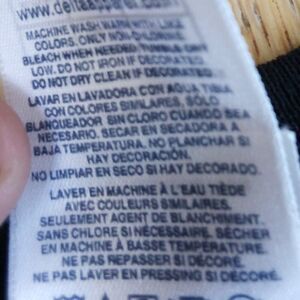 www.deltaapparel.com
MACHINE WASH WARM WITH LIKE
COLORS. ONLY NON-CHLORINE
BLEACH WHEN NEEDED. TUMBLE DRY
LOW. DO NOT IRON IF DECORATED.
DO NOT DRY CLEAN IF DECORATED.
LAVAR EN LAVADORA CON AGUA TIBIA
CON COLORES SIMILARES, SÓLO
BLANQUEADOR SIN CLORO CUANDO SEA
NECESARIO. SECAR EN SECADORA A
BAJA TEMPERATURA. NO PLANCHAR SI
HAY DECORACIÓN.
NO LIMPIAR EN SECO SI HAY DECORADO.
LAVER EN MACHINE À L'EAU TIÈDE
AVEC COULEURS SIMILAIRES.
SEULEMENT AGENT DE BLANCHIMENT
SANS CHLORE SI NÉCESSAIRE. SÉCHER
EN MACHINE À BASSE TEMPÉRATURE.
NE PAS REPASSER SI DÉCORÉ
NE PAS LAVER EN PRESSING SI DÉCORÉ.